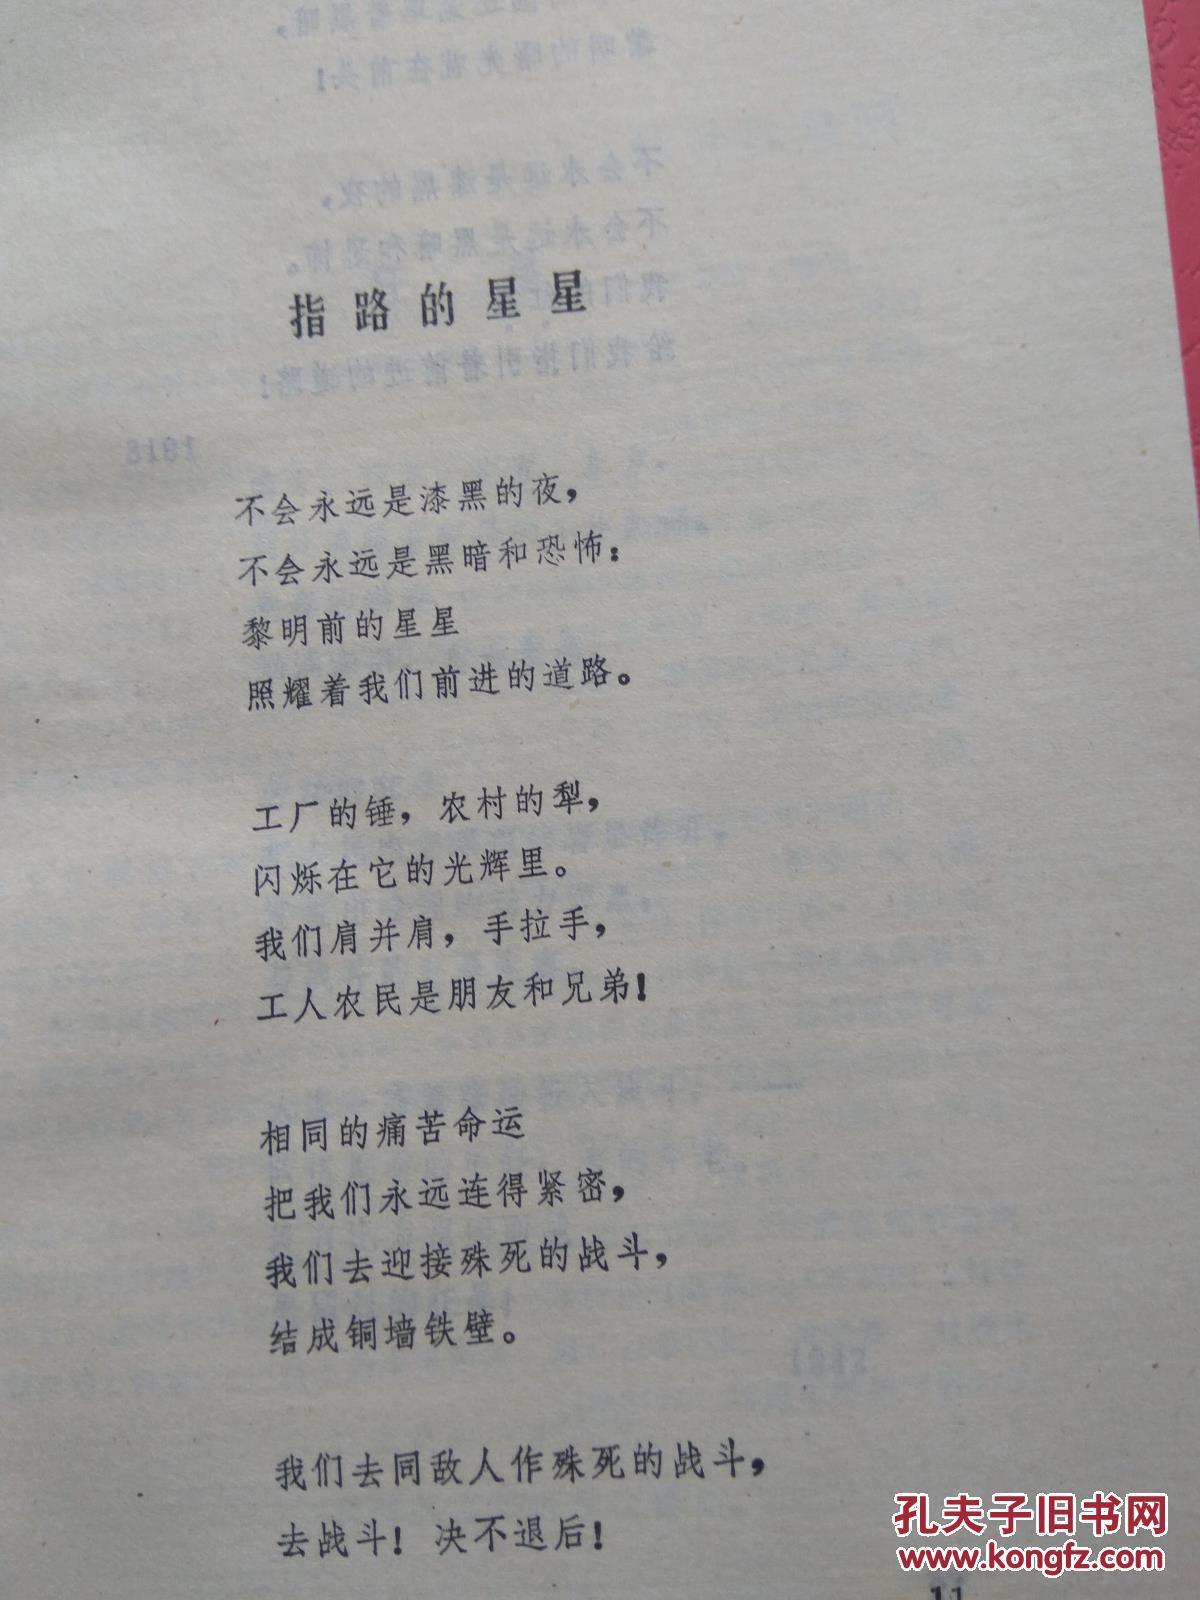 指路的星星
不会永远是漆黑的夜，
不会永远是黑暗和恐怖：
黎明前的星星
照耀着我们前进的道路。
工厂的锤，农村的犁，
闪烁在它的光辉里。
我们肩并肩，手拉手，
工人农民是朋友和兄弟！
相同的痛苦命运
把我们永远连得紧密，
我们去迎接殊死的战斗，
结成铜墙铁壁。
我们去同敌人作殊死的战斗，
去战斗！决不退后！
11
孔夫子旧书网
www.kongfz.com